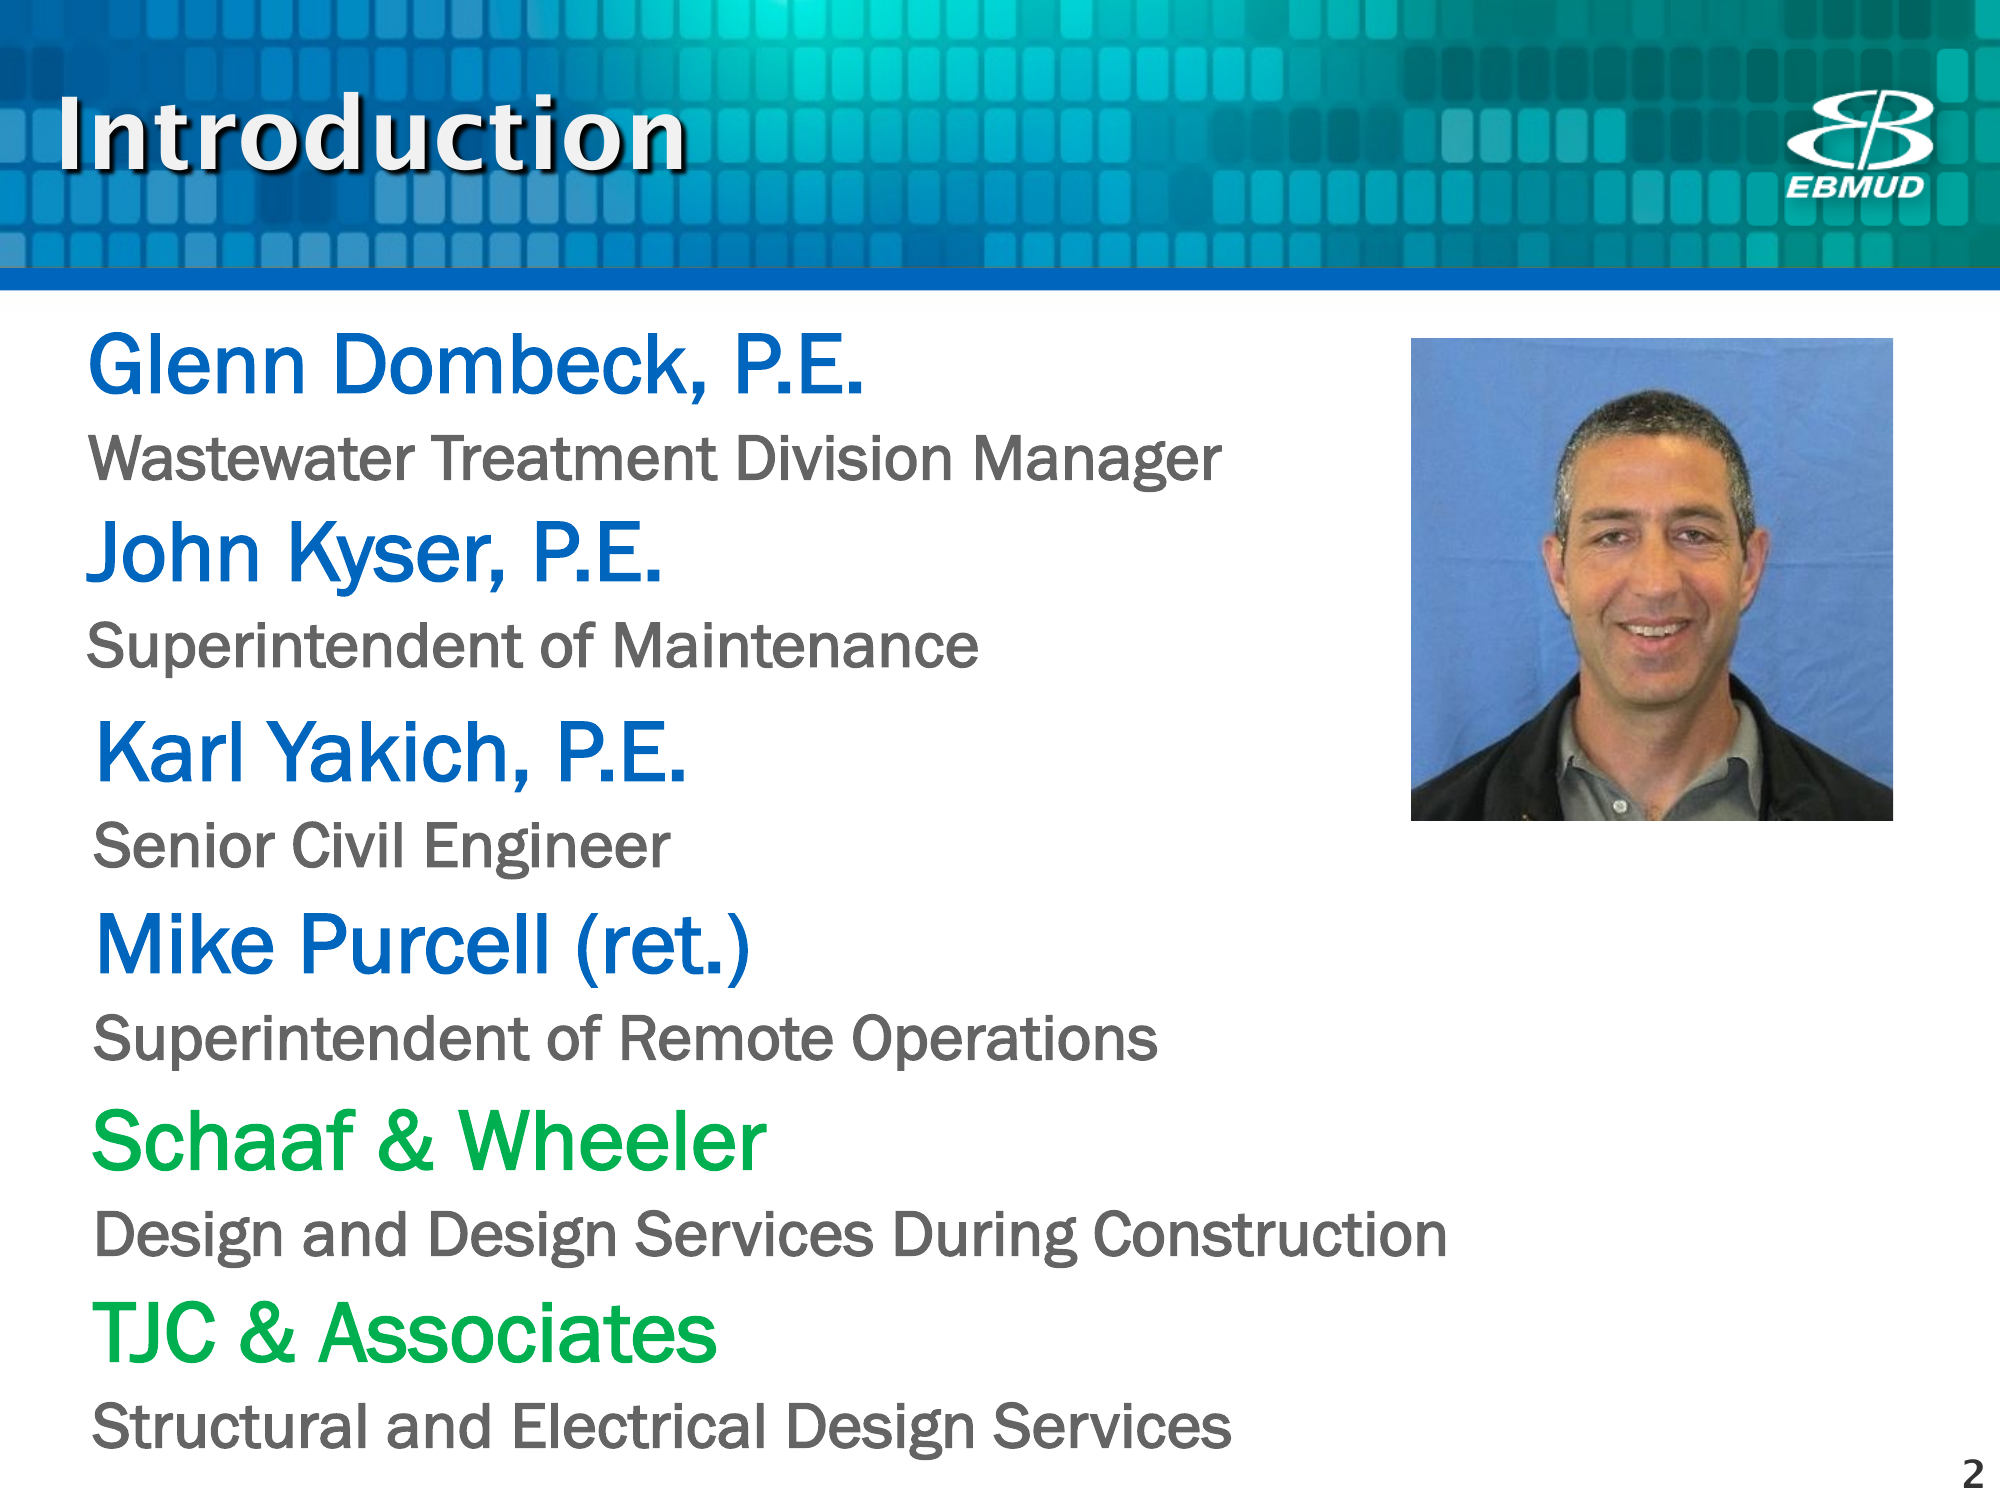 Introduction
EBMUD
Glenn Dombeck, P.E.
Wastewater Treatment Division Manager
John Kyser, P.E.
Superintendent of Maintenance
Karl Yakich, P.E.
Senior Civil Engineer
Mike Purcell (ret.)
Superintendent of Remote Operations
Schaaf & Wheeler
Design and Design Services During Construction
TJC & Associates
Structural and Electrical Design Services
2